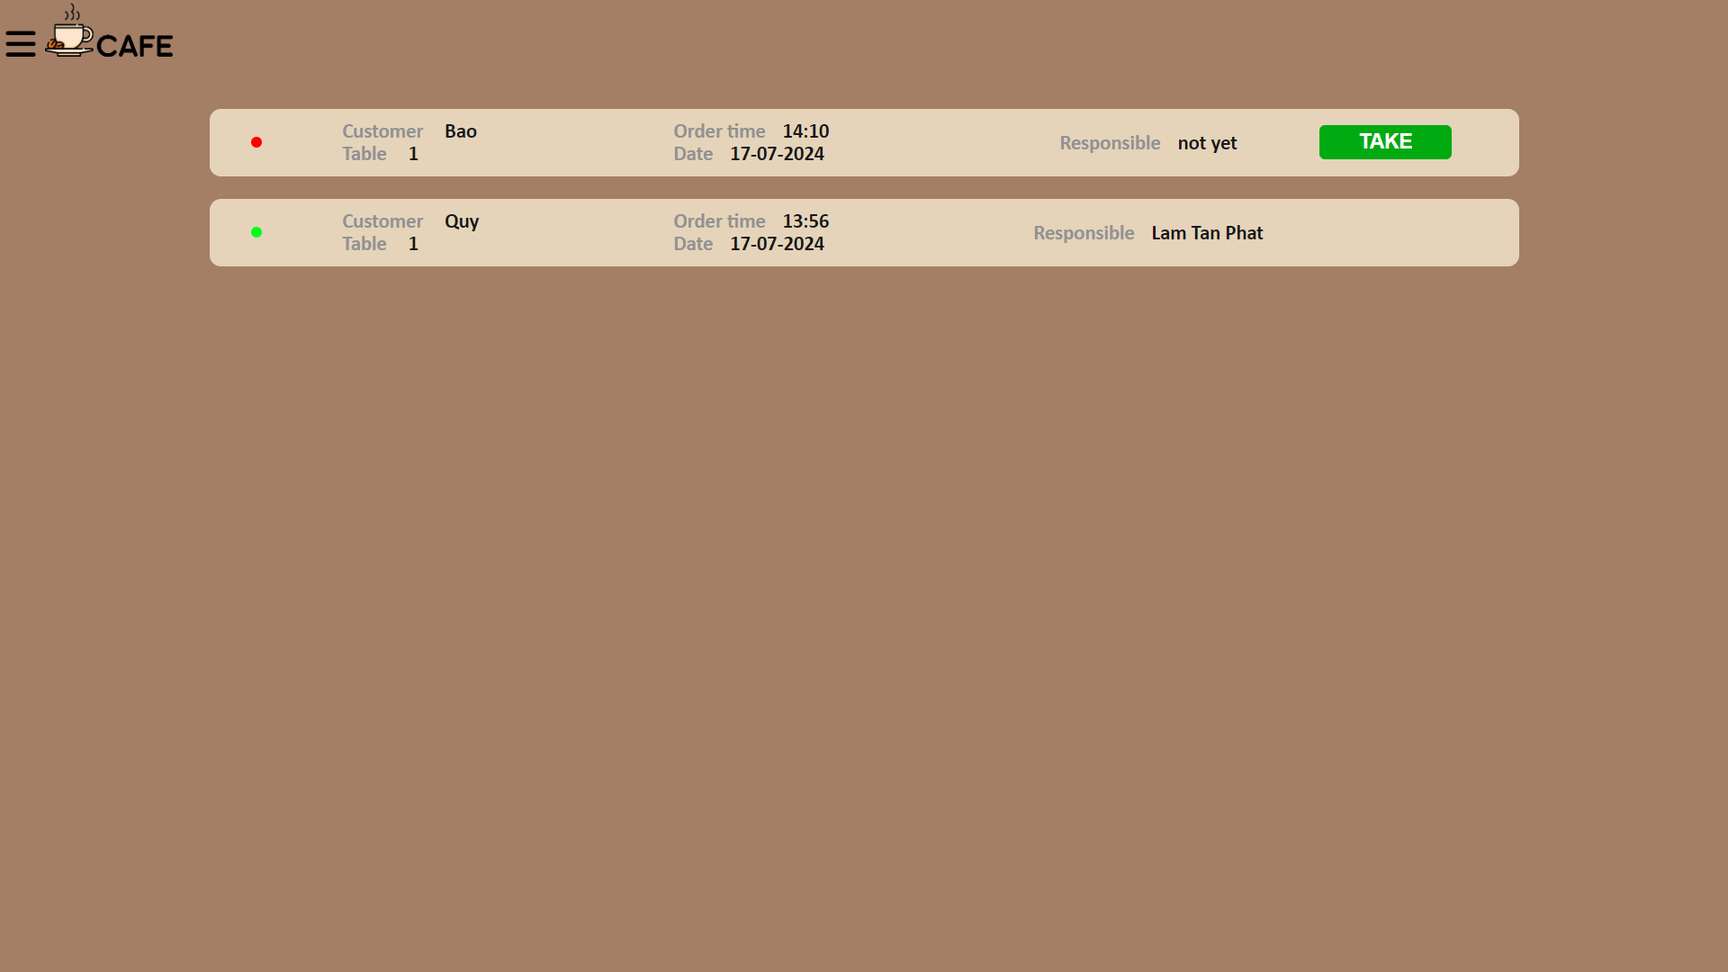 CAFE
Customer Bao Order time 14:10
Table 1 Date 17-07-2024
Responsible not yet TAKE
Customer Quy Order time 13:56
Table 1 Date 17-07-2024
Responsible Lam Tan Phat